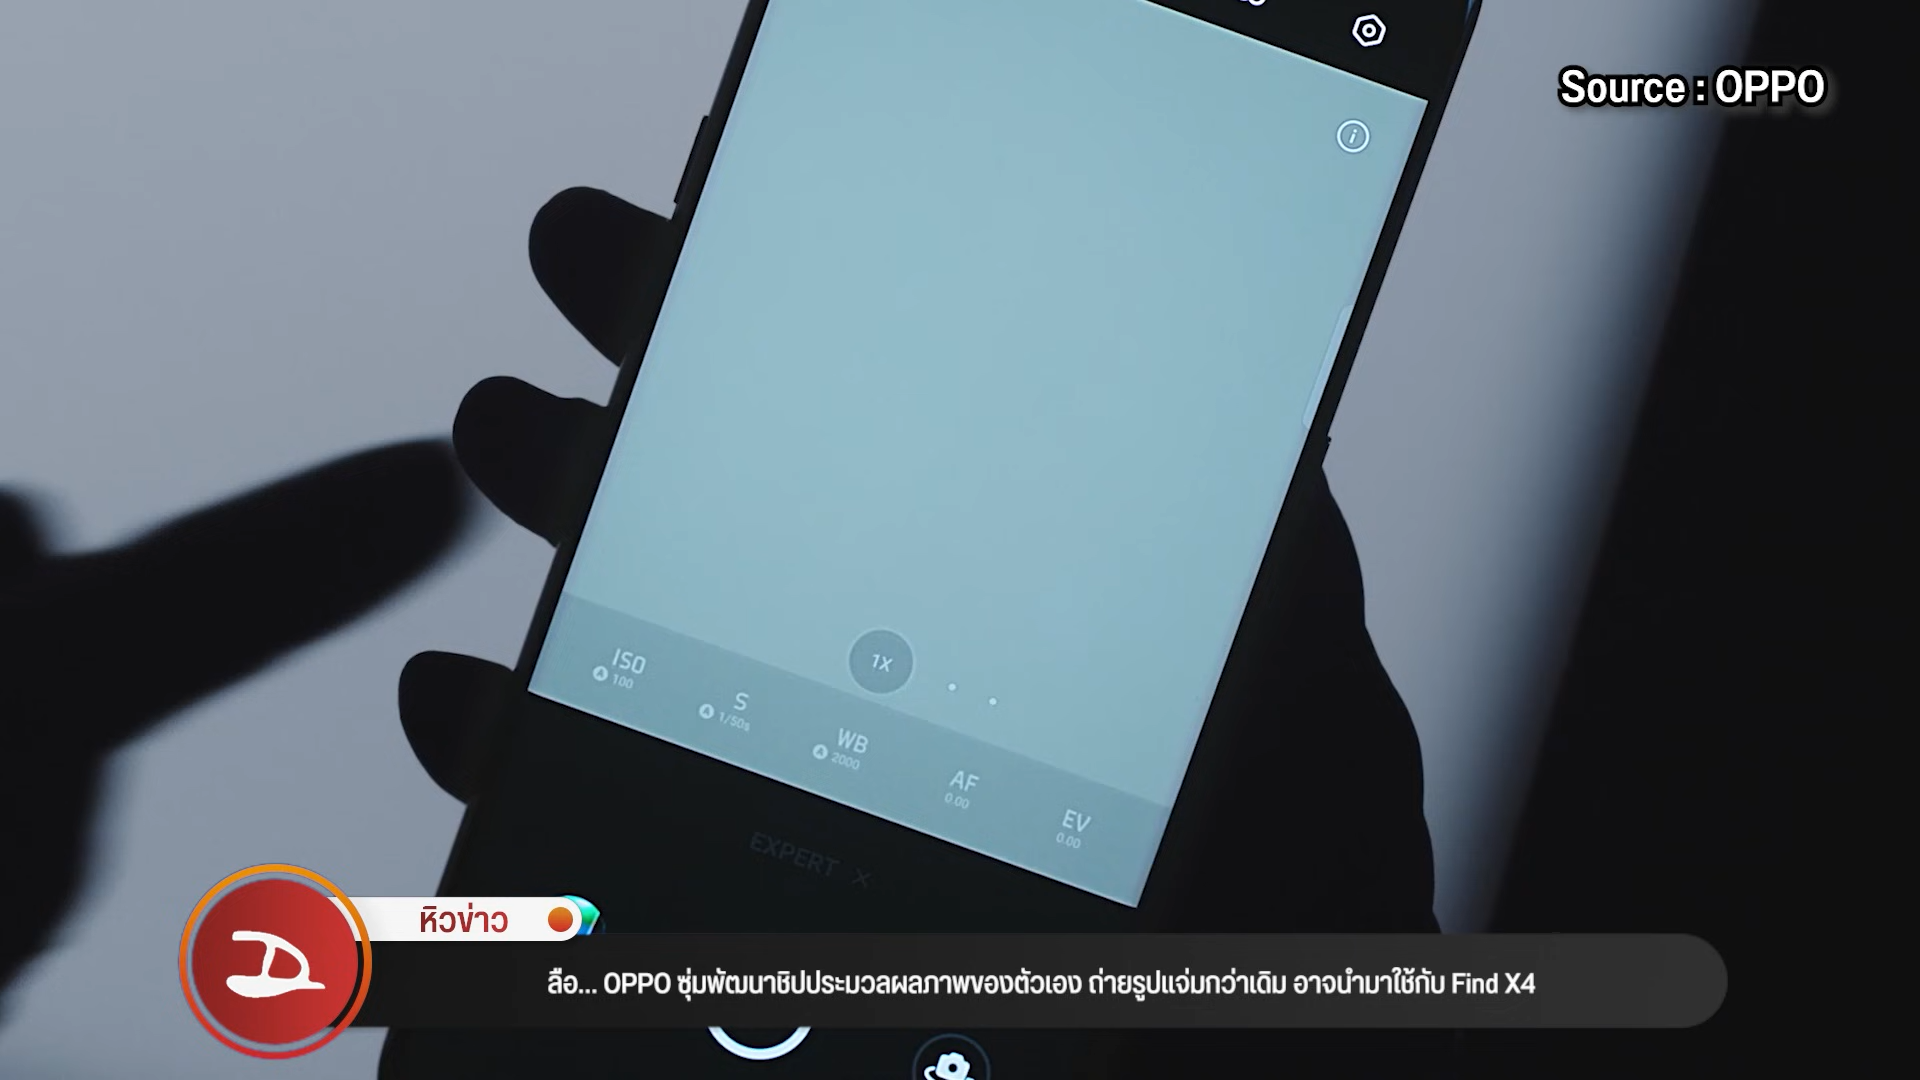 Source : OPPO
1X
ISO
A 100
S
A 1/50s
WB
A 2000
AF
0.00
EV
0.00
EXPERT X
หิวข่าว
ลือ... OPPO ซุ่มพัฒนาชิปประมวลผลภาพของตัวเอง ถ่ายรูปแจ่มกว่าเดิม อาจนำมาใช้กับ Find X4